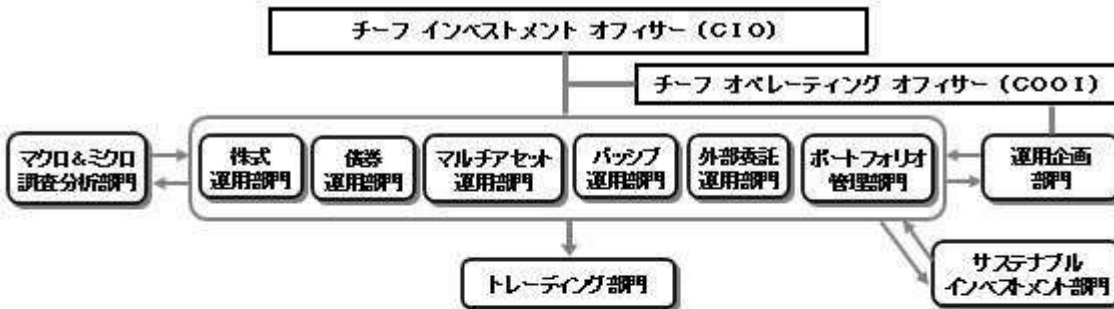 チーフ インベストメント オフィサー (CIO)
チーフ オペレーティング オフィサー (COOI)
マクロ&ミクロ
調査分析部門
株式
運用部門
債券
運用部門
マルチアセット
運用部門
パッシブ
運用部門
外部委託
運用部門
ポートフォリオ
管理部門
運用企画
部門
トレーディング部門
サステナブル
インベストメント部門